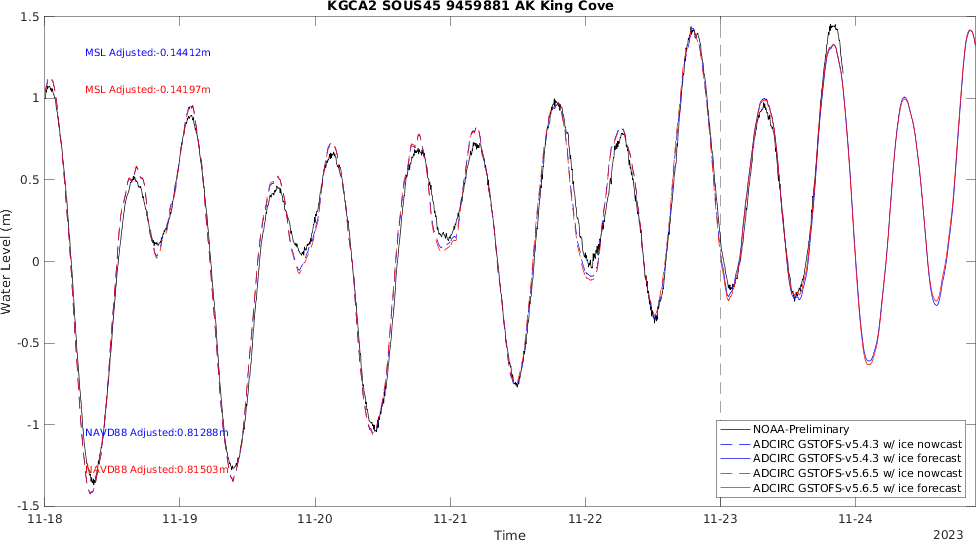 KGCA2 SOUS45 9459881 AK King Cove
1.5
MSL Adjusted:-0.14412m
MSL Adjusted:-0.14197m
1
0.5
0
-0.5
-1
-1.5
Water Level (m)
NAVD88 Adjusted:0.81288m
NAVD88 Adjusted:0.81503m
NOAA-Preliminary
ADCIRC GSTOFS-v5.4.3 w/ ice nowcast
ADCIRC GSTOFS-v5.4.3 w/ ice forecast
ADCIRC GSTOFS-v5.6.5 w/ ice nowcast
ADCIRC GSTOFS-v5.6.5 w/ ice forecast
11-18 11-19 11-20 11-21 11-22 11-23 11-24
Time
2023